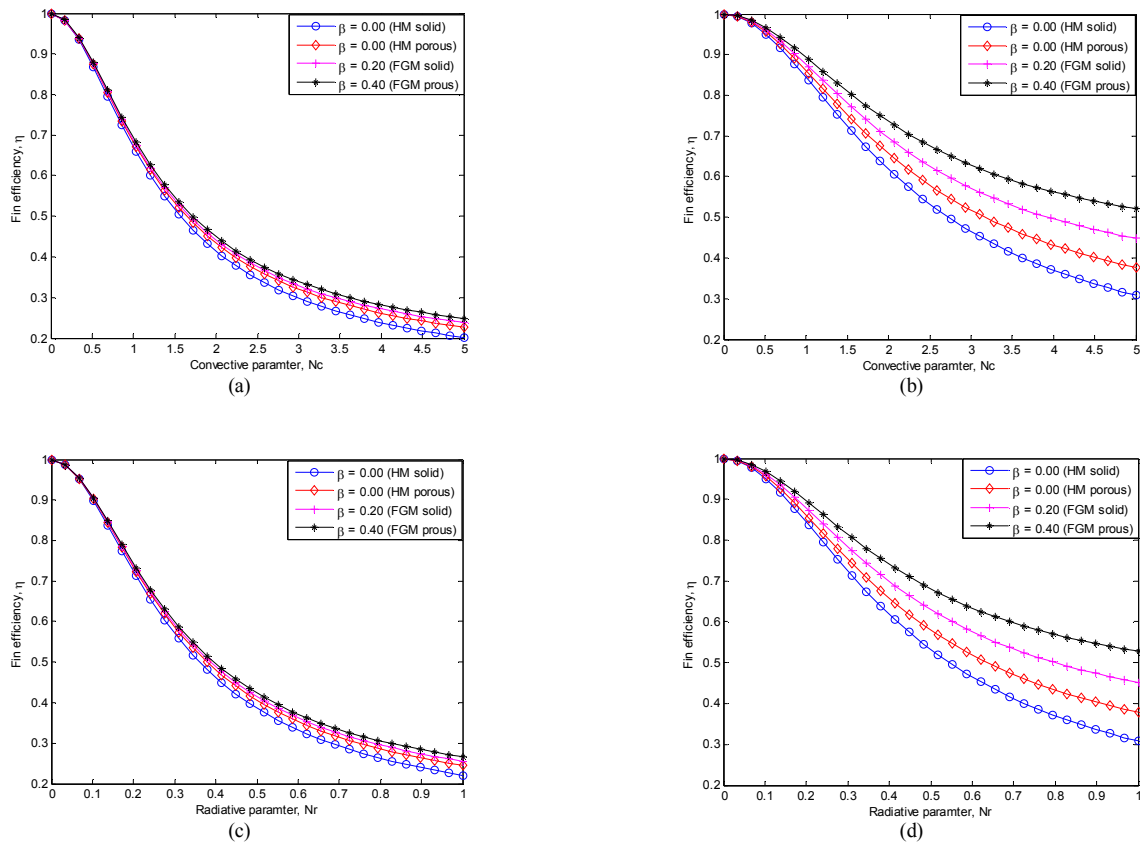 β = 0.00 (HM solid)
β = 0.00 (HM porous)
β = 0.20 (FGM solid)
β = 0.40 (FGM prous)
1
0.9
0.8
0.7
0.6
0.5
0.4
0.3
0.2
Fin efficiency, η
0 0.5 1 1.5 2 2.5 3 3.5 4 4.5 5
Convective paramter, Nc
(a)
β = 0.00 (HM solid)
β = 0.00 (HM porous)
β = 0.20 (FGM solid)
β = 0.40 (FGM prous)
1
0.9
0.8
0.7
0.6
0.5
0.4
0.3
0.2
Fin efficiency, η
0 0.5 1 1.5 2 2.5 3 3.5 4 4.5 5
Convective paramter, Nc
(b)
β = 0.00 (HM solid)
β = 0.00 (HM porous)
β = 0.20 (FGM solid)
β = 0.40 (FGM prous)
1
0.9
0.8
0.7
0.6
0.5
0.4
0.3
0.2
Fin efficiency, η
0 0.1 0.2 0.3 0.4 0.5 0.6 0.7 0.8 0.9 1
Radiative paramter, Nr
(c)
β = 0.00 (HM solid)
β = 0.00 (HM porous)
β = 0.20 (FGM solid)
β = 0.40 (FGM prous)
1
0.9
0.8
0.7
0.6
0.5
0.4
0.3
0.2
Fin efficiency, η
0 0.1 0.2 0.3 0.4 0.5 0.6 0.7 0.8 0.9 1
Radiative paramter, Nr
(d)